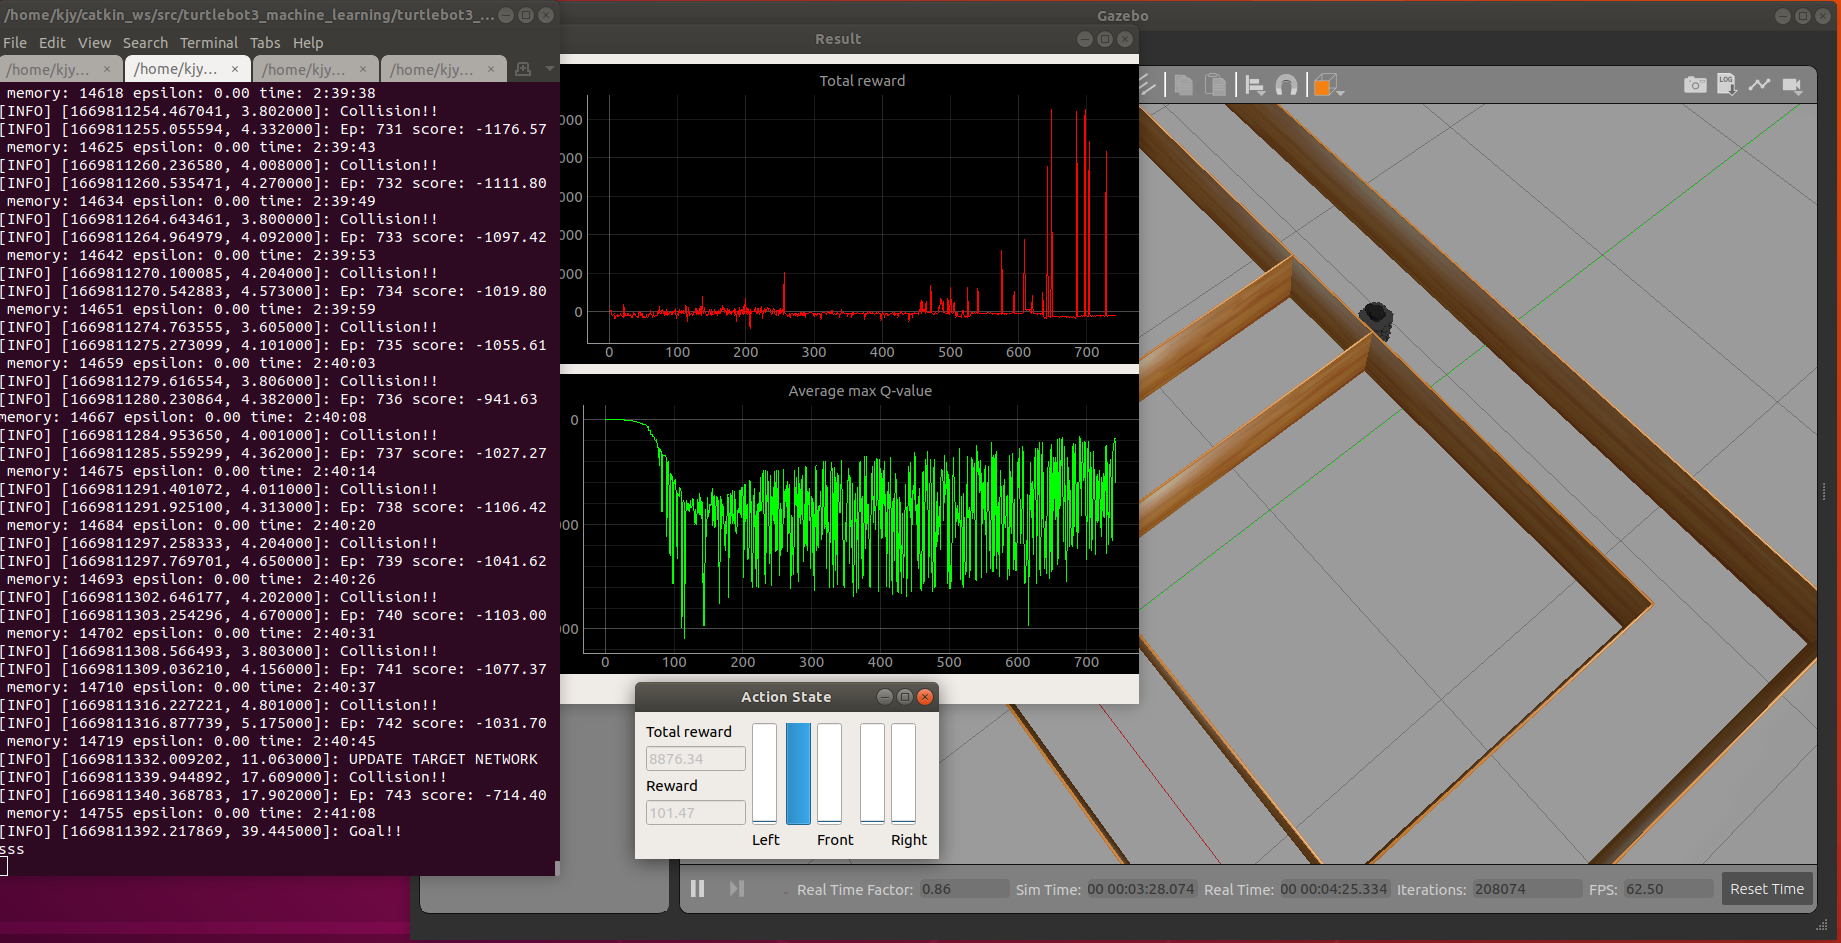 /home/kjy/catkin_ws/src/turtlebot3_machine_learning/turtlebot3_...
File Edit View Search Terminal Tabs Help
/home/kjy... × /home/kjy... × /home/kjy... × /home/kjy... ×
memory: 14618 epsilon: 0.00 time: 2:39:38
[INFO] [1669811254.467041, 3.802000]: Collision!!
[INFO] [1669811255.055594, 4.332000]: Ep: 731 score: -1176.57
memory: 14625 epsilon: 0.00 time: 2:39:43
[INFO] [1669811260.236580, 4.008000]: Collision!!
[INFO] [1669811260.535471, 4.270000]: Ep: 732 score: -1111.80
memory: 14634 epsilon: 0.00 time: 2:39:49
[INFO] [1669811264.643461, 3.800000]: Collision!!
[INFO] [1669811264.964979, 4.092000]: Ep: 733 score: -1097.42
memory: 14642 epsilon: 0.00 time: 2:39:53
[INFO] [1669811270.100085, 4.204000]: Collision!!
[INFO] [1669811270.542883, 4.573000]: Ep: 734 score: -1019.80
memory: 14651 epsilon: 0.00 time: 2:39:59
[INFO] [1669811274.763555, 3.605000]: Collision!!
[INFO] [1669811275.273099, 4.101000]: Ep: 735 score: -1055.61
memory: 14659 epsilon: 0.00 time: 2:40:03
[INFO] [1669811279.616554, 3.806000]: Collision!!
[INFO] [1669811280.230864, 4.382000]: Ep: 736 score: -941.63
memory: 14667 epsilon: 0.00 time: 2:40:08
[INFO] [1669811284.953650, 4.001000]: Collision!!
[INFO] [1669811285.559299, 4.362000]: Ep: 737 score: -1027.27
memory: 14675 epsilon: 0.00 time: 2:40:14
[INFO] [1669811291.401072, 4.011000]: Collision!!
[INFO] [1669811291.925100, 4.313000]: Ep: 738 score: -1106.42
memory: 14684 epsilon: 0.00 time: 2:40:20
[INFO] [1669811297.258333, 4.204000]: Collision!!
[INFO] [1669811297.769701, 4.650000]: Ep: 739 score: -1041.62
memory: 14693 epsilon: 0.00 time: 2:40:26
[INFO] [1669811302.646177, 4.202000]: Collision!!
[INFO] [1669811303.254296, 4.670000]: Ep: 740 score: -1103.00
memory: 14702 epsilon: 0.00 time: 2:40:31
[INFO] [1669811308.566493, 3.803000]: Collision!!
[INFO] [1669811309.036210, 4.156000]: Ep: 741 score: -1077.37
memory: 14710 epsilon: 0.00 time: 2:40:37
[INFO] [1669811316.227221, 4.801000]: Collision!!
[INFO] [1669811316.877739, 5.175000]: Ep: 742 score: -1031.70
memory: 14719 epsilon: 0.00 time: 2:40:45
[INFO] [1669811332.009202, 11.063000]: UPDATE TARGET NETWORK
[INFO] [1669811339.944892, 17.609000]: Collision!!
[INFO] [1669811340.368783, 17.902000]: Ep: 743 score: -714.40
memory: 14755 epsilon: 0.00 time: 2:41:08
[INFO] [1669811392.217869, 39.445000]: Goal!!
sss
Gazebo
LOG
Result
Total reward
000
000
000
000
0
0 100 200 300 400 500 600 700
Average max Q-value
0
000
00
0 100 200 300 400 500 600 700
Action State
Total reward
8876.34
Reward
101.47
Left Front Right
Real Time Factor: 0.86 Sim Time: 00 00:03:28.074 Real Time: 00 00:04:25.334 Iterations: 208074 FPS: 62.50 Reset Time